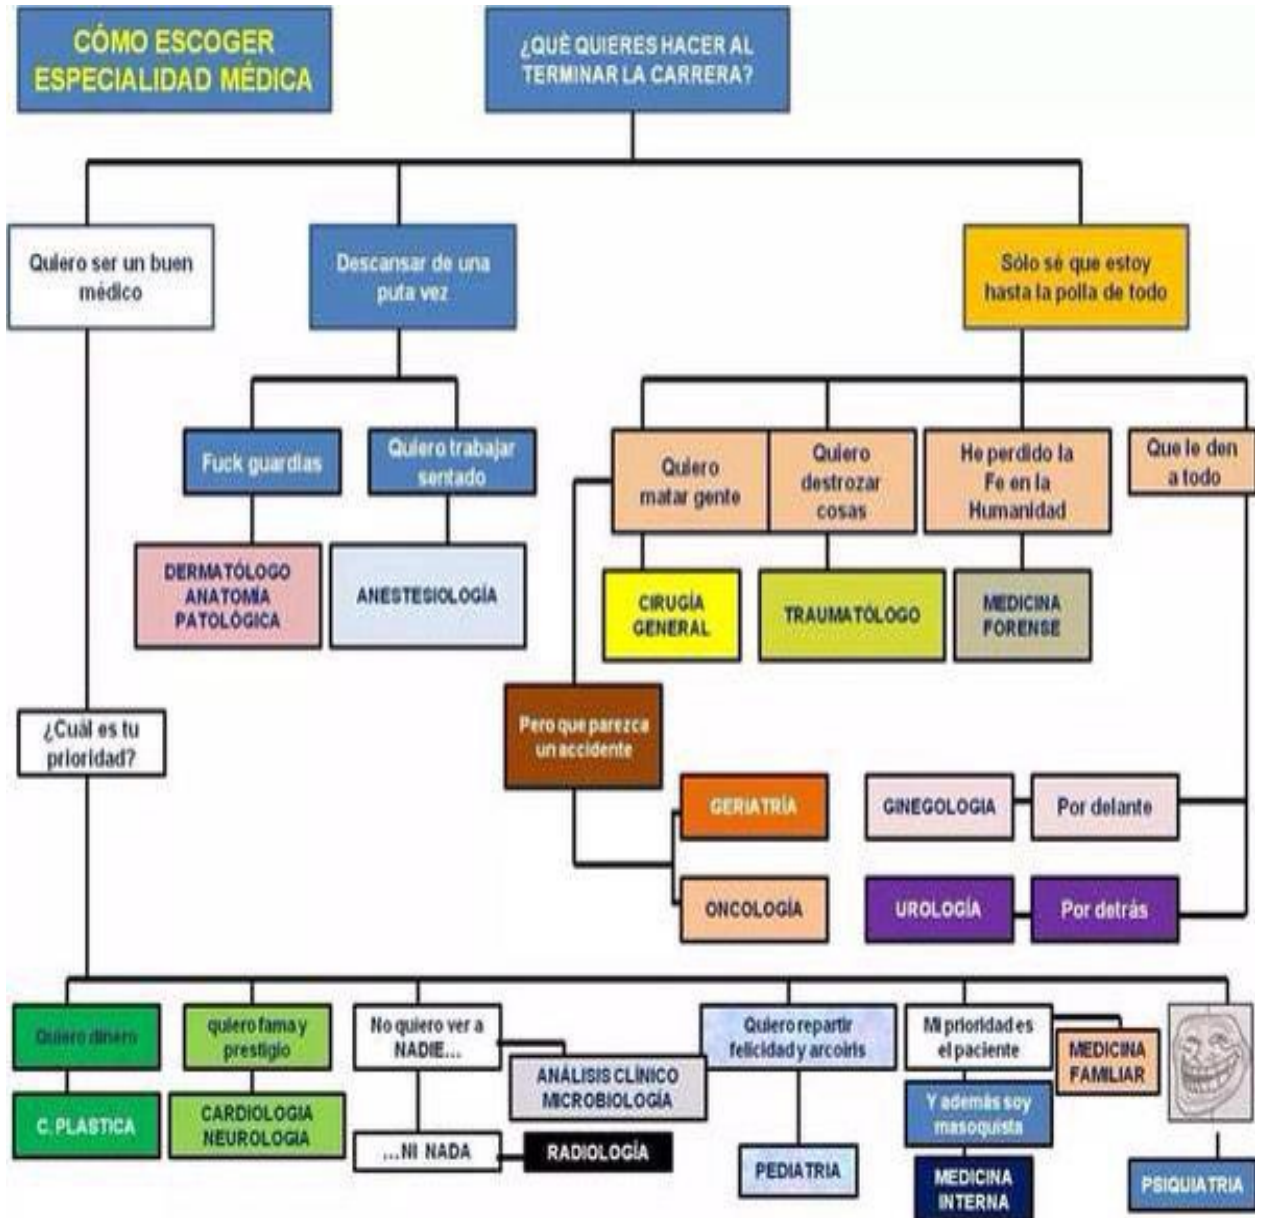 CÓMO ESCOGER
ESPECIALIDAD MÉDICA
¿QUÈ QUIERES HACER AL
TERMINAR LA CARRERA?
Quiero ser un buen
médico
Descansar de una
puta vez
Sólo sé que estoy
hasta la polla de todo
Fuck guardias
Quiero trabajar
sentado
Quiero
matar gente
Quiero
destrozar
cosas
He perdido la
Fe en la
Humanidad
Que le den
a todo
DERMATÓLOGO
ANATOMÍA
PATOLÓGICA
ANESTESIOLOGÍA
CIRUGÍA
GENERAL
TRAUMATÓLOGO
MEDICINA
FORENSE
¿Cuál es tu
prioridad?
Pero que parezca
un accidente
GERIATRÍA
GINEGOLOGIA
Por delante
ONCOLOGÍA
UROLOGÍA
Por detrás
Quiero dinero
quiero fama y
prestigio
No quiero ver a
NADIE...
Quiero repartir
felicidad y arcoiris
Mi prioridad es
el paciente
MEDICINA
FAMILIAR
ANÁLISIS CLÍNICO
MICROBIOLOGÍA
C. PLASTICA
CARDIOLOGIA
NEUROLOGIA
...NI NADA
RADIOLOGÍA
PEDIATRIA
Y además soy
masoquista
MEDICINA
INTERNA
PSIQUIATRIA